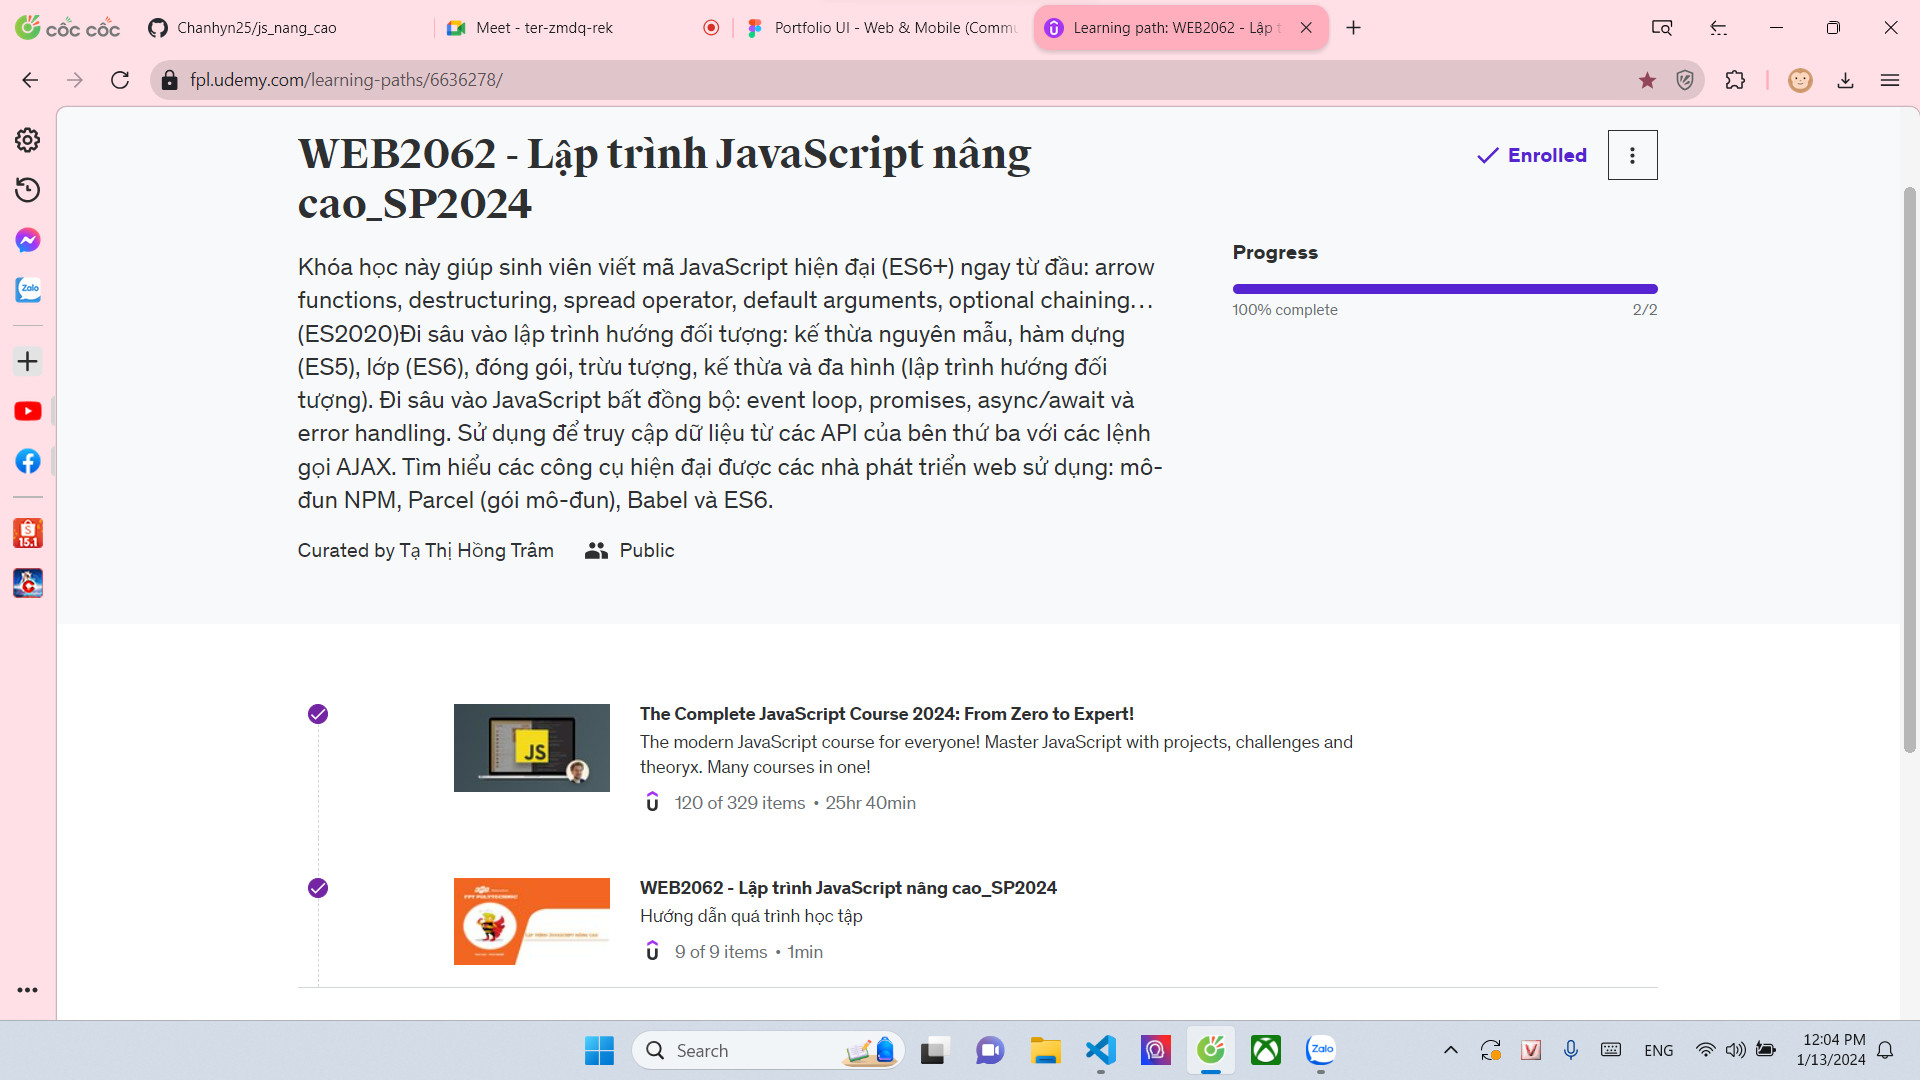 cốc cốc
Chanhyn25/js_nang_cao
Meet - ter-zmdq-rek
Portfolio UI - Web & Mobile (Commu
Learning path: WEB2062 - Lập t
fpl.udemy.com/learning-paths/6636278/
WEB2062 - Lập trình JavaScript nâng
cao_SP2024
Enrolled
Progress
100% complete
2/2
Khóa học này giúp sinh viên viết mã JavaScript hiện đại (ES6+) ngay từ đầu: arrow
functions, destructuring, spread operator, default arguments, optional chaining…
(ES2020)Đi sâu vào lập trình hướng đối tượng: kế thừa nguyên mẫu, hàm dựng
(ES5), lớp (ES6), đóng gói, trừu tượng, kế thừa và đa hình (lập trình hướng đối
tượng). Đi sâu vào JavaScript bất đồng bộ: event loop, promises, async/await và
error handling. Sử dụng để truy cập dữ liệu từ các API của bên thứ ba với các lệnh
gọi AJAX. Tìm hiểu các công cụ hiện đại được các nhà phát triển web sử dụng: mô-
đun NPM, Parcel (gói mô-đun), Babel và ES6.
Curated by Tạ Thị Hồng Trâm
Public
Zalo
15.1
JS
The Complete JavaScript Course 2024: From Zero to Expert!
The modern JavaScript course for everyone! Master JavaScript with projects, challenges and
theoryx. Many courses in one!
120 of 329 items • 25hr 40min
FPT POLYTECHNIC
LẬP TRÌNH JAVASCRIPT NÂNG CAO
WEB2062 - Lập trình JavaScript nâng cao_SP2024
Hướng dẫn quá trình học tập
9 of 9 items • 1min
Search
Zalo
ENG
12:04 PM
1/13/2024